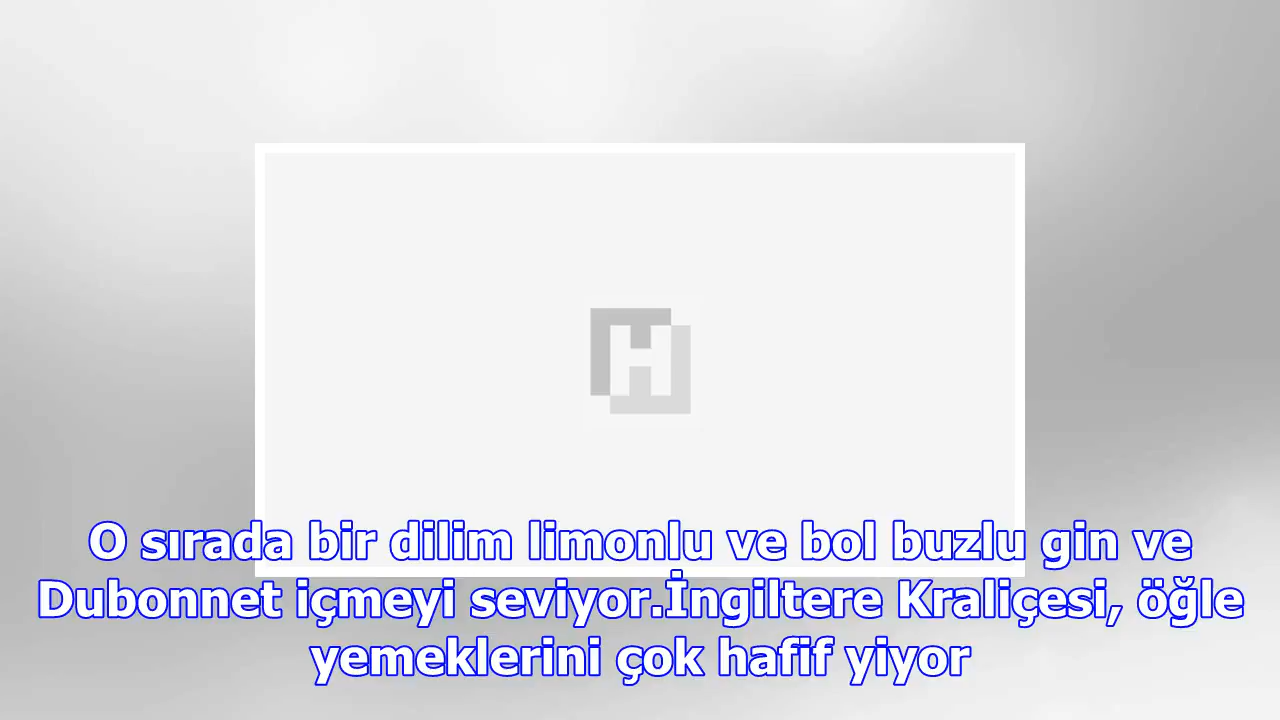 H
O sırada bir dilim limonlu ve bol buzlu gin ve
Dubonnet içmeyi seviyor.İngiltere Kraliçesi, öğle
yemeklerini çok hafif yiyor